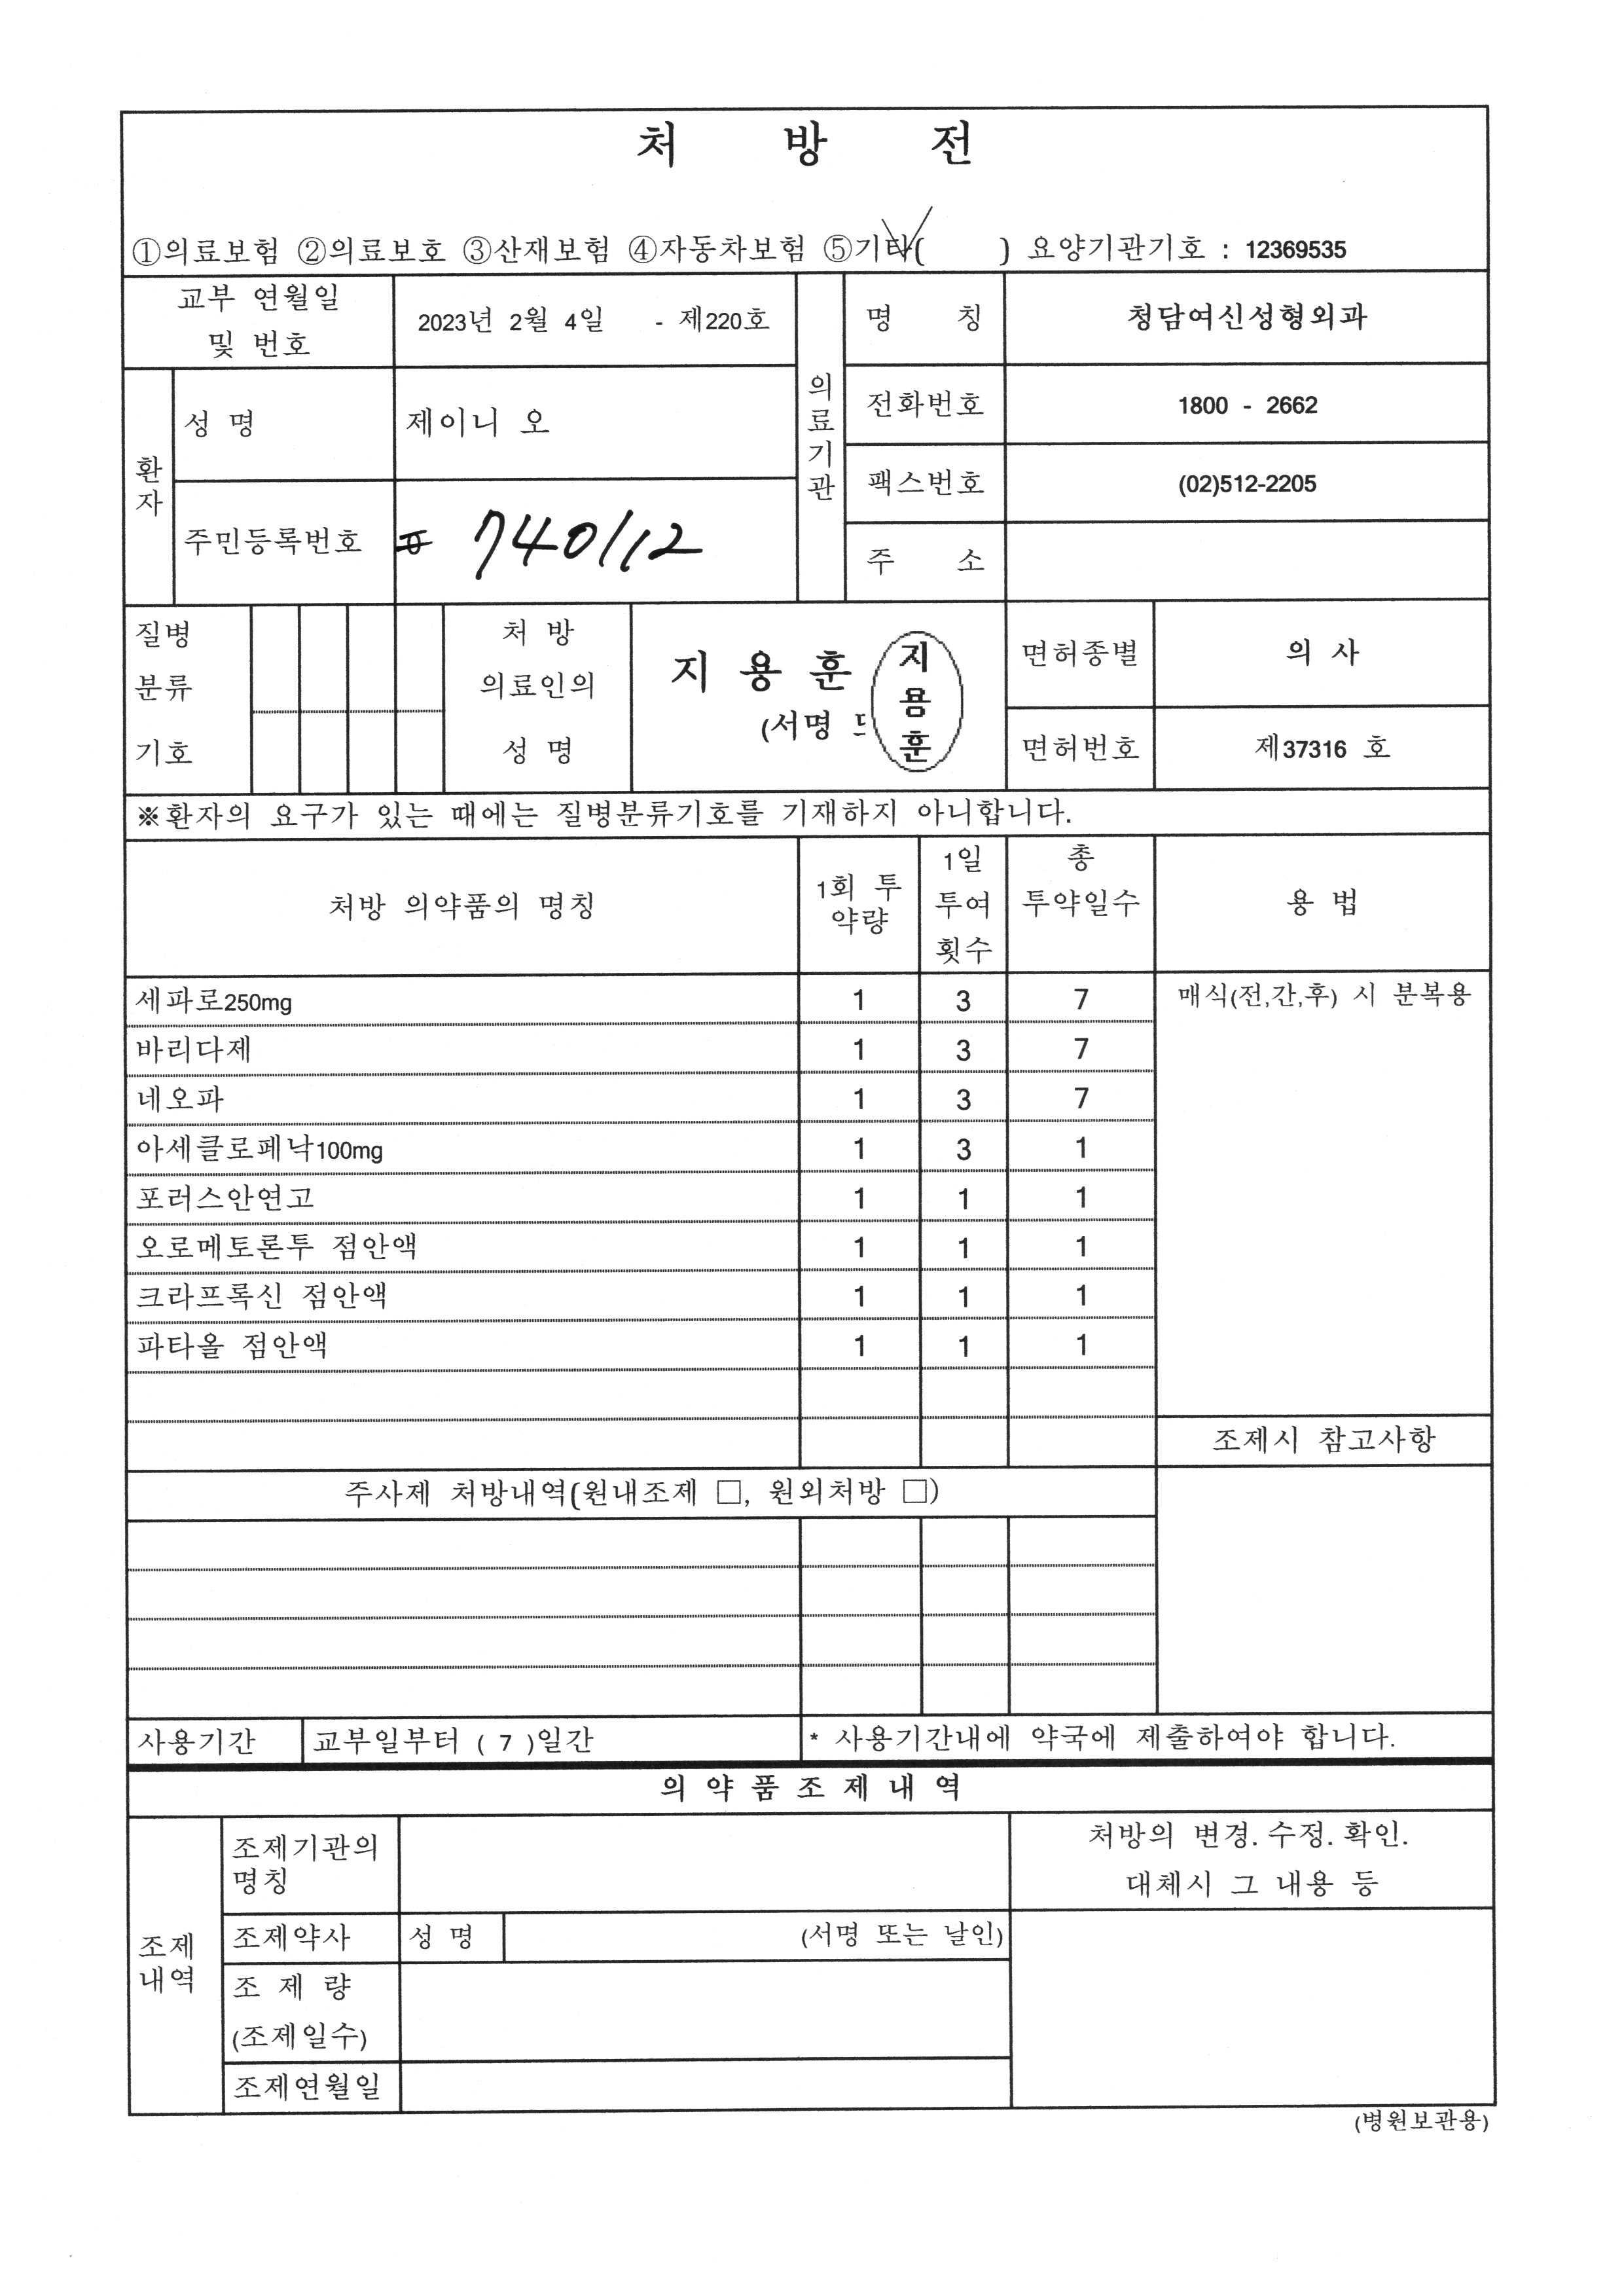 처 방 전
①의료보험 ②의료보호 ③산재보험 ④자동차보험 ⑤기타( ) 요양기관기호 : 12369535
교부 연월일
및 번호
2023년 2월 4일 - 제220호
의료기관
명 칭
청담여신성형외과
환자
성 명
제이니 오
전화번호
1800 - 2662
팩스번호
(02)512-2205
주민등록번호
740112
주 소
질병
분류
기호
처 방
의료인의
성 명
지 용 훈
(서명
지
용
훈
면허종별
의 사
면허번호
제37316 호
※환자의 요구가 있는 때에는 질병분류기호를 기재하지 아니합니다.
처방 의약품의 명칭
1회 투
약량
1일
투여
횟수
총
투약일수
용 법
세파로250mg 1 3 7 매식(전,간,후) 시 분복용
바리다제 1 3 7
네오파 1 3 7
아세클로페낙100mg 1 3 1
포러스안연고 1 1 1
오로메토론투 점안액 1 1 1
크라프록신 점안액 1 1 1
파타올 점안액 1 1 1
조제시 참고사항
주사제 처방내역(원내조제 □, 원외처방 □)
사용기간 교부일부터 ( 7 )일간 * 사용기간내에 약국에 제출하여야 합니다.
의 약 품 조 제 내 역
조제
내역
조제기관의
명칭
처방의 변경. 수정. 확인.
대체시 그 내용 등
조제약사 성 명 (서명 또는 날인)
조 제 량
(조제일수)
조제연월일
(병원보관용)